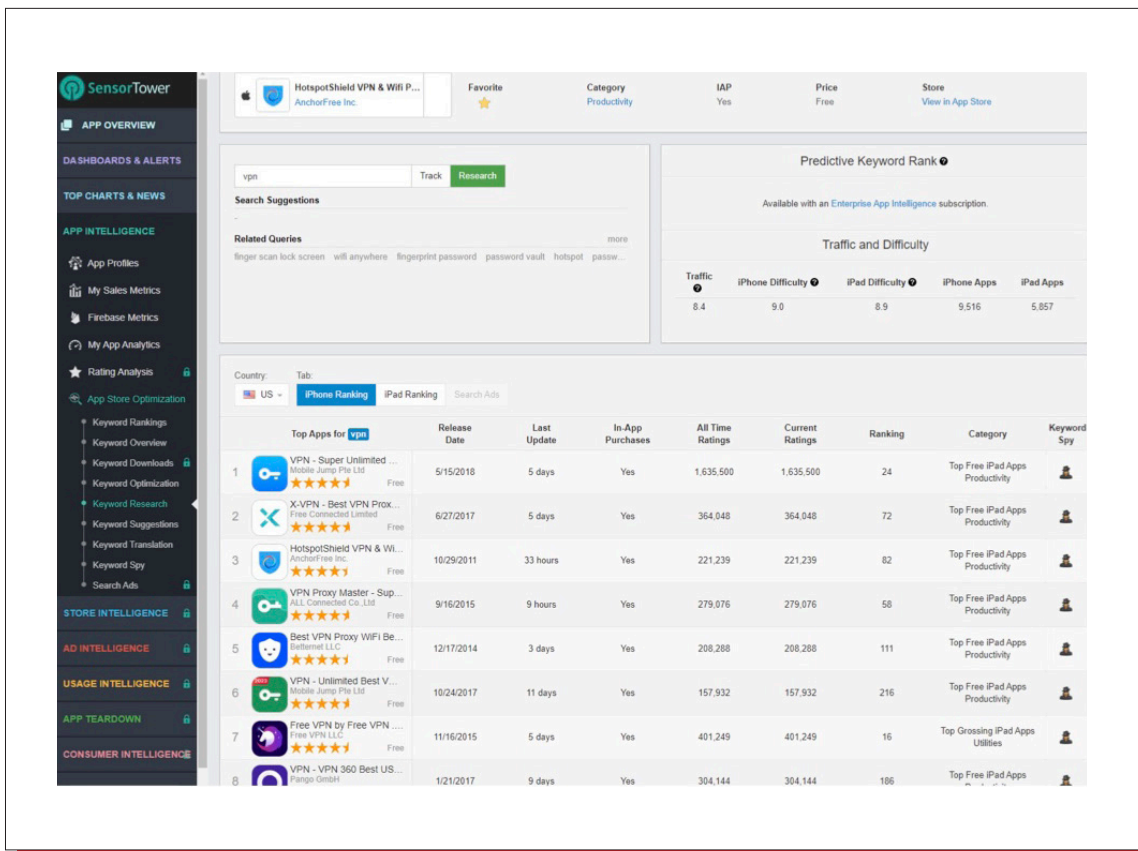 SensorTower
APP OVERVIEW
DASHBOARDS & ALERTS
TOP CHARTS & NEWS
APP INTELLIGENCE
App Profiles
My Sales Metrics
Firebase Metrics
My App Analytics
Rating Analysis
App Store Optimization
Keyword Rankings
Keyword Overview
Keyword Downloads
Keyword Optimization
Keyword Research
Keyword Suggestions
Keyword Translation
Keyword Spy
Search Ads
STORE INTELLIGENCE
AD INTELLIGENCE
USAGE INTELLIGENCE
APP TEARDOWN
CONSUMER INTELLIGENCE
HotspotShield VPN & Wifi P... Favorite Category IAP Price Store
AnchorFree Inc. Productivity Yes Free View in App Store
vpn Track Research
Search Suggestions
-
Related Queries more
finger scan lock screen wifi anywhere fingerprint password password vault hotspot passw...
Predictive Keyword Rank
Available with an Enterprise App Intelligence subscription.
Traffic and Difficulty
Traffic iPhone Difficulty iPad Difficulty iPhone Apps iPad Apps
8.4 9.0 8.9 9,516 5,857
Country: Tab:
US iPhone Ranking iPad Ranking Search Ads
Top Apps for vpn Release Date Last Update In-App Purchases All Time Ratings Current Ratings Ranking Category Keyword Spy
1 VPN - Super Unlimited ... 5/15/2018 5 days Yes 1,635,500 1,635,500 24 Top Free iPad Apps
Mobile Jump Pte Ltd Productivity
Free
2 X-VPN - Best VPN Prox... 6/27/2017 5 days Yes 364,048 364,048 72 Top Free iPad Apps
Free Connected Limited Productivity
Free
3 HotspotShield VPN & Wi... 10/29/2011 33 hours Yes 221,239 221,239 82 Top Free iPad Apps
AnchorFree Inc. Productivity
Free
4 VPN Proxy Master - Sup... 9/16/2015 9 hours Yes 279,076 279,076 58 Top Free iPad Apps
ALL Connected Co.,Ltd Productivity
Free
5 Best VPN Proxy WiFi Be... 12/17/2014 3 days Yes 208,288 208,288 111 Top Free iPad Apps
Betternet LLC Productivity
Free
6 VPN - Unlimited Best V... 10/24/2017 11 days Yes 157,932 157,932 216 Top Free iPad Apps
Mobile Jump Pte Ltd Productivity
Free
7 Free VPN by Free VPN .... 11/16/2015 5 days Yes 401,249 401,249 16 Top Grossing iPad Apps
Free VPN LLC Utilities
Free
8 VPN - VPN 360 Best US... 1/21/2017 9 days Yes 304,144 304,144 186 Top Free iPad Apps
Pango GmbH